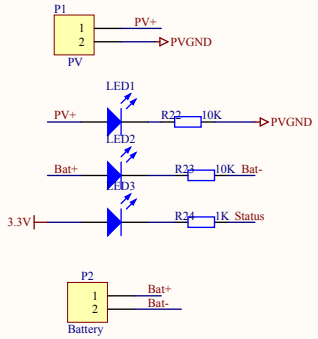 P1
1 PV+
2 PVGND
PV
LED1
PV+ R22 10K PVGND
LED2
Bat+ R23 10K Bat-
LED3
3.3V R24 1K Status
P2
1 Bat+
2 Bat-
Battery